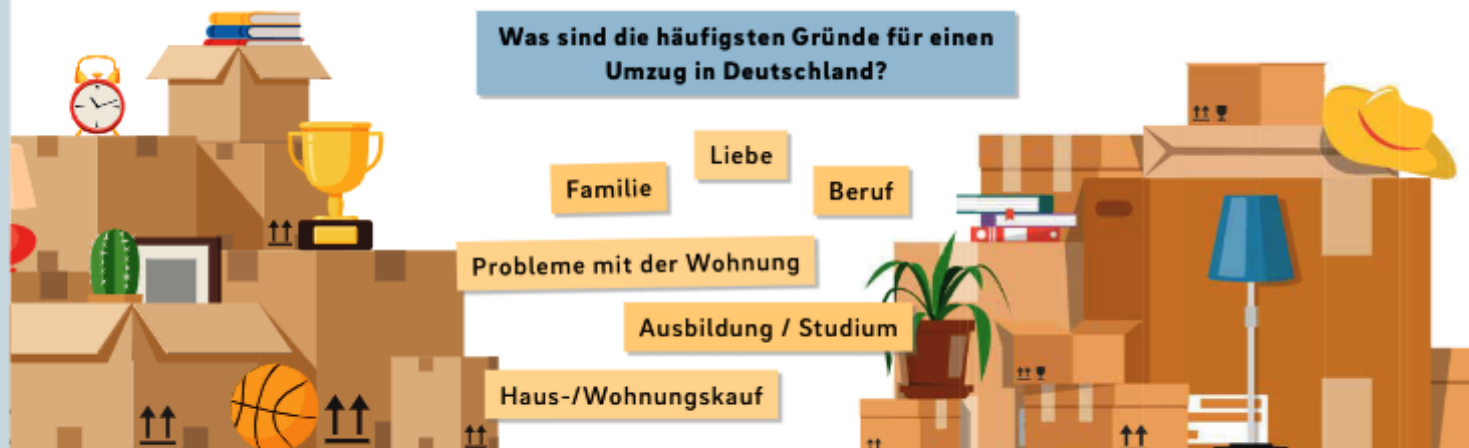 Was sind die häufigsten Gründe für einen
Umzug in Deutschland?
Liebe
Familie
Beruf
Probleme mit der Wohnung
Ausbildung / Studium
Haus-/Wohnungskauf